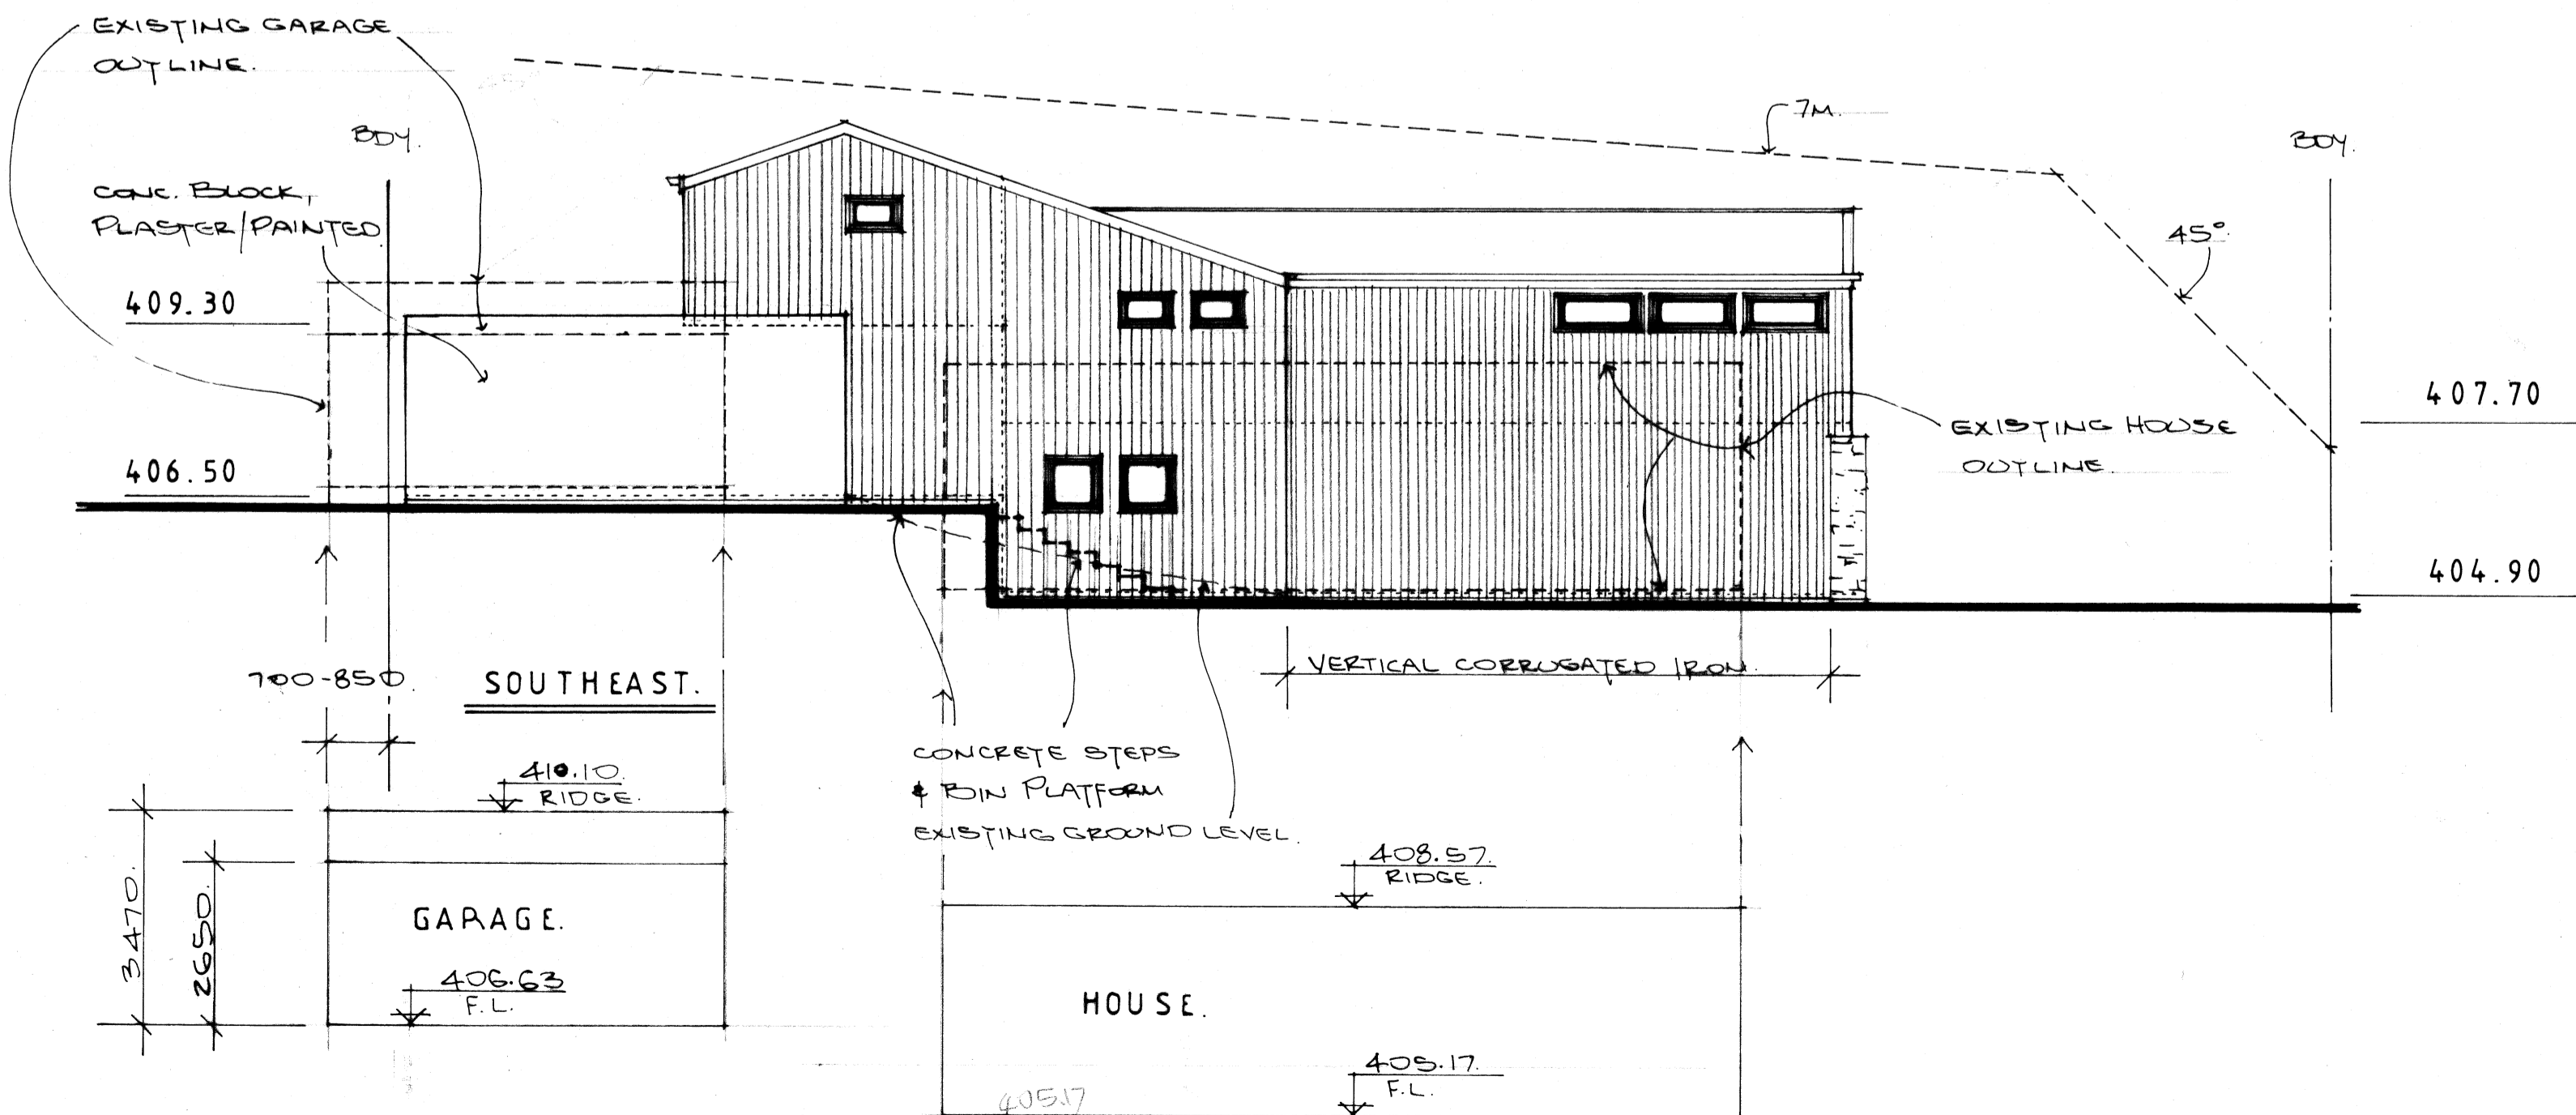 EXISTING GARAGE
OUTLINE.
7M.
BDY.
BDY.
CONC. BLOCK,
PLASTER/PAINTED.
45°.
409.30
407.70
EXISTING HOUSE
OUTLINE.
406.50
404.90
VERTICAL CORRUGATED IRON.
700-850.
SOUTHEAST.
CONCRETE STEPS
& BIN PLATFORM
EXISTING GROUND LEVEL.
410.10.
RIDGE.
408.57.
RIDGE.
3470.
2650.
GARAGE.
406.63
F.L.
HOUSE.
405.17.
F.L.
405.17